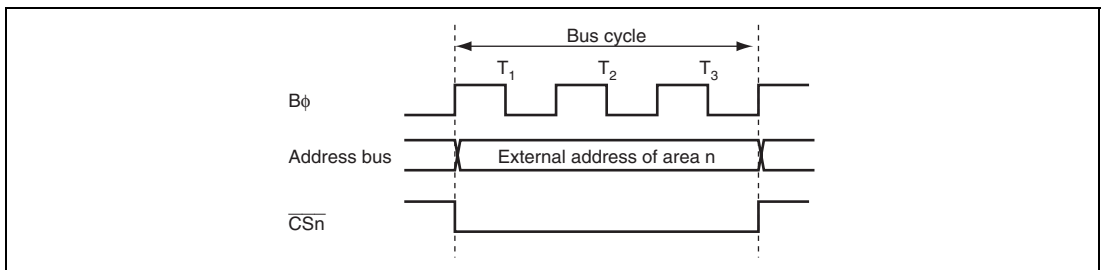 Bus cycle
T1 T2 T3
Bφ
Address bus External address of area n
CSn